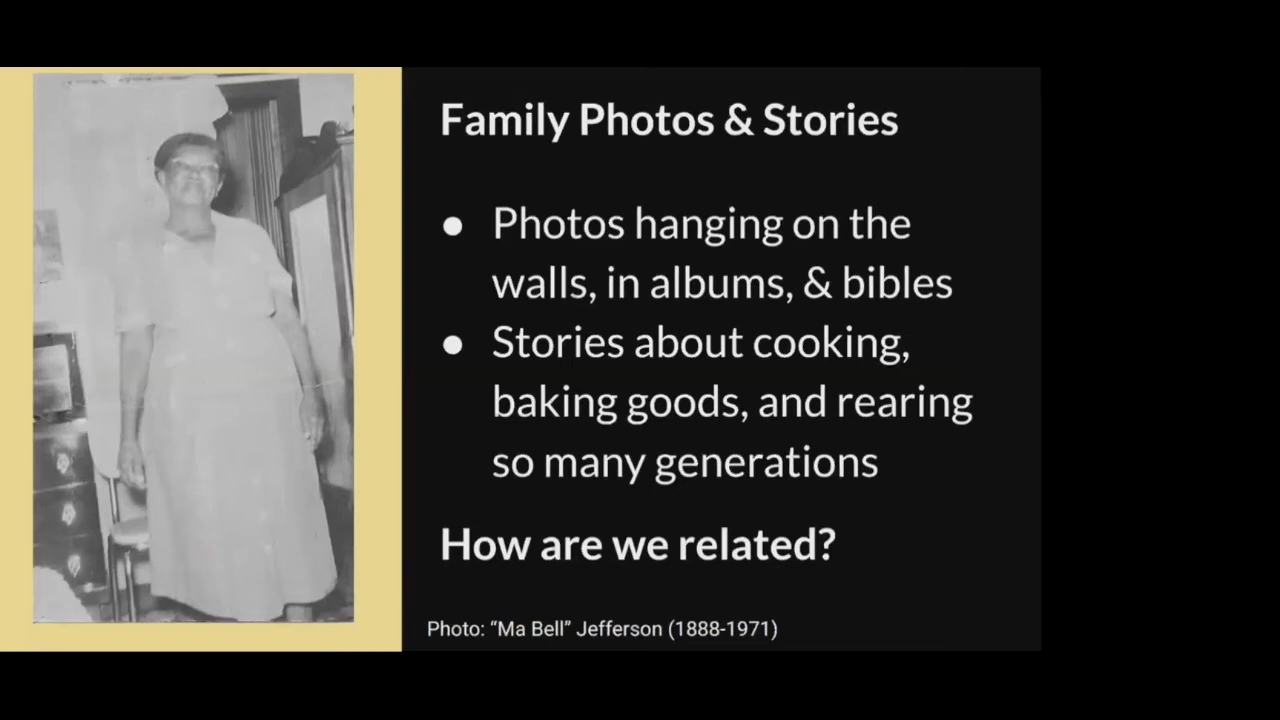 Family Photos & Stories
● Photos hanging on the
walls, in albums, & bibles
● Stories about cooking,
baking goods, and rearing
so many generations
How are we related?
Photo: “Ma Bell” Jefferson (1888-1971)